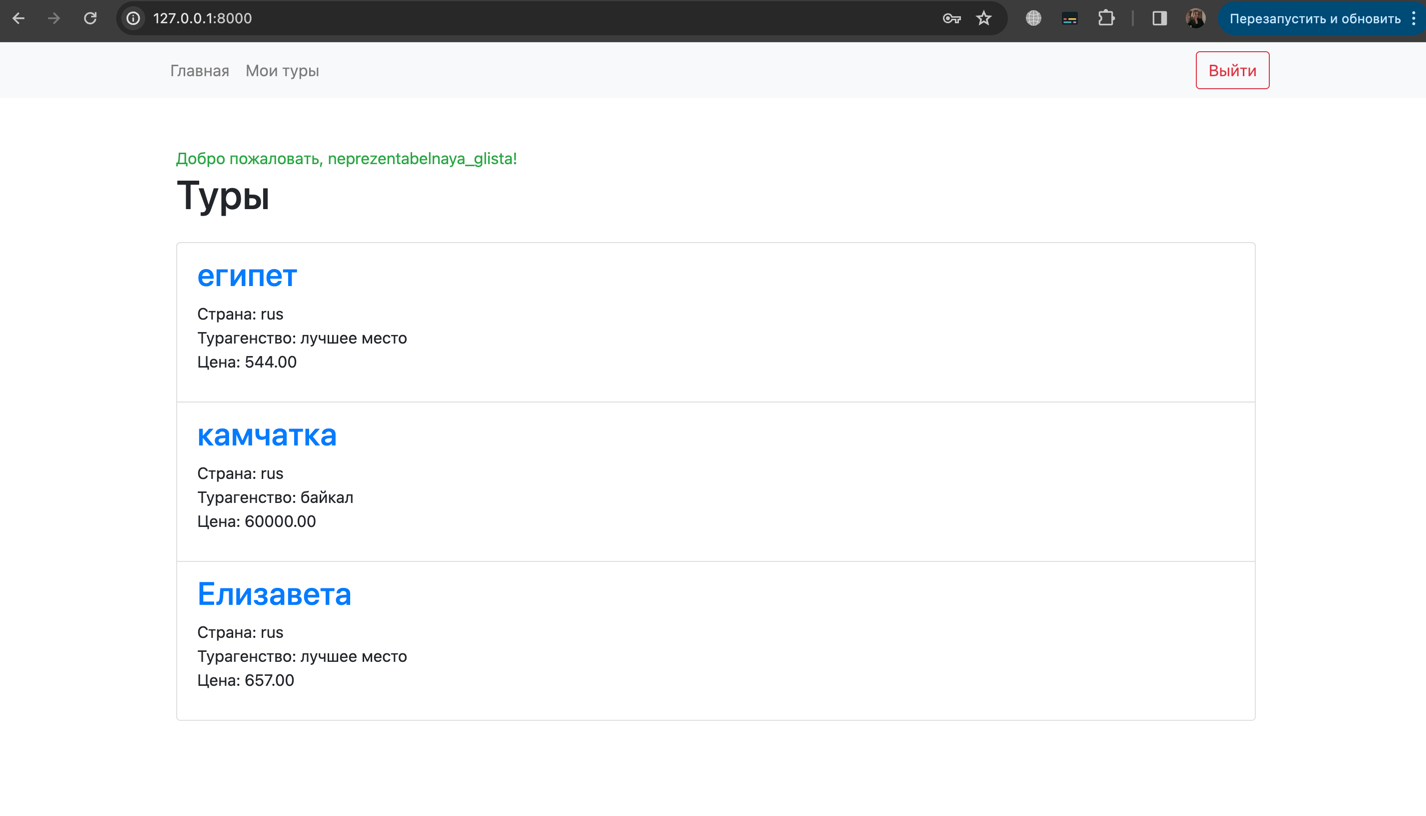 127.0.0.1:8000
Перезапустить и обновить
Главная Мои туры Выйти
Добро пожаловать, neprezentabelnaya_glista!
Туры
египет
Страна: rus
Турагенство: лучшее место
Цена: 544.00
камчатка
Страна: rus
Турагенство: байкал
Цена: 60000.00
Елизавета
Страна: rus
Турагенство: лучшее место
Цена: 657.00